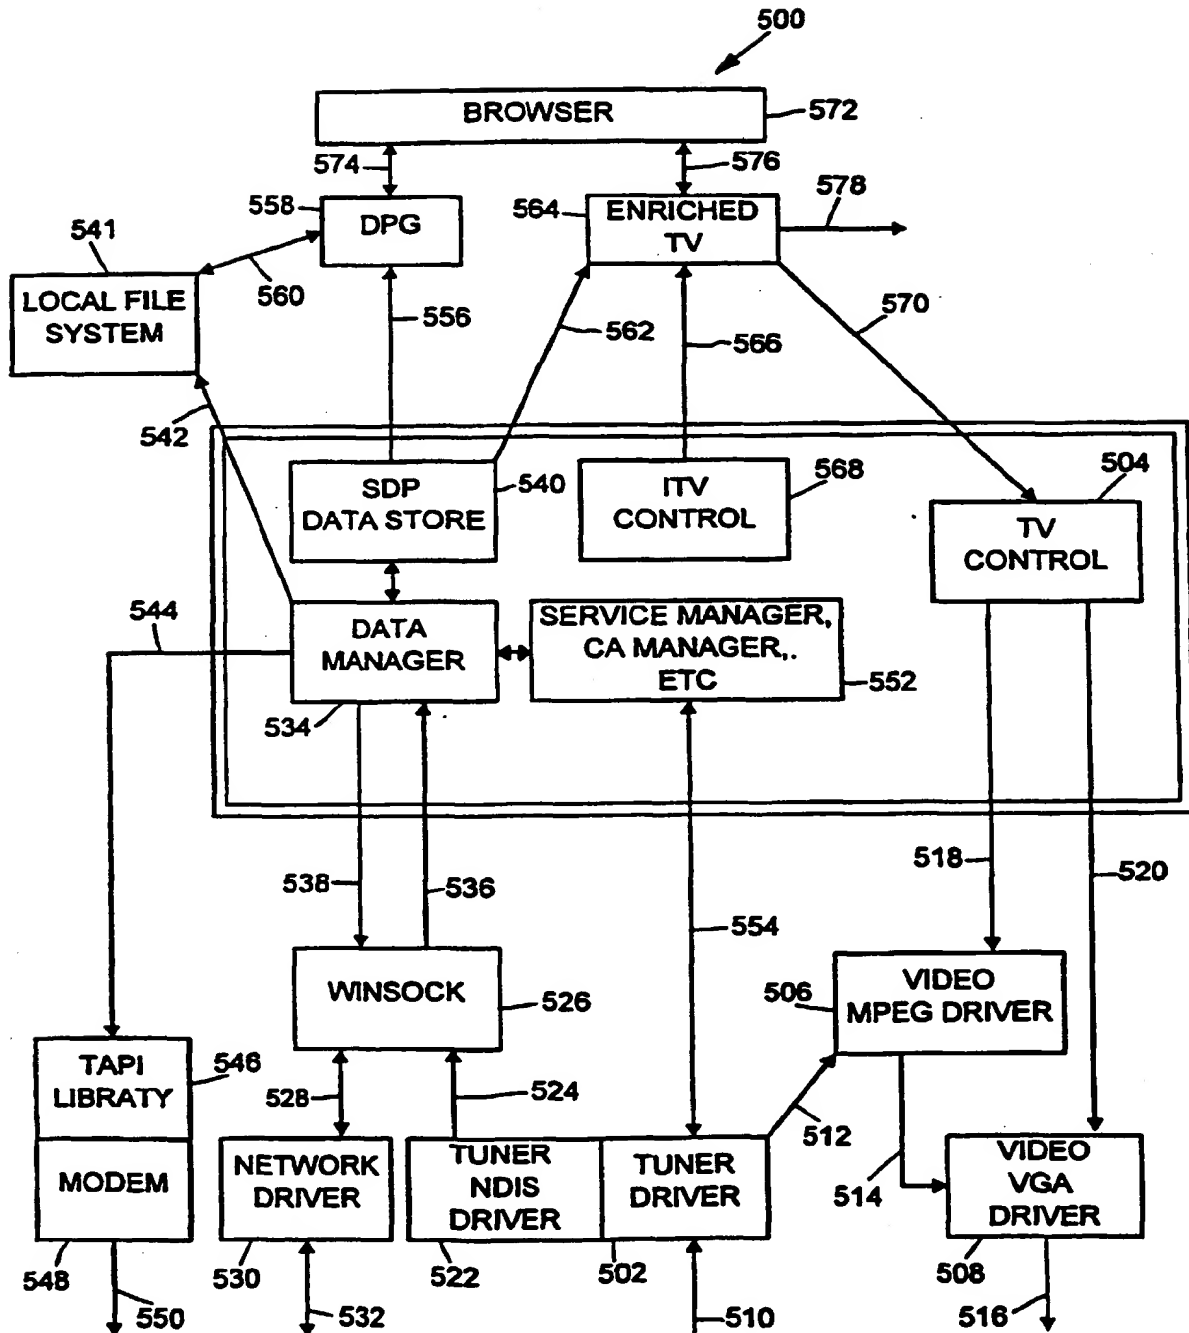 500
BROWSER
572
574
576
558
DPG
564
ENRICHED
TV
578
541
LOCAL FILE
SYSTEM
560
556
562
566
570
542
SDP
DATA STORE
540
ITV
CONTROL
568
504
TV
CONTROL
544
DATA
MANAGER
534
SERVICE MANAGER,
CA MANAGER,.
ETC
552
538
536
554
518
520
WINSOCK
526
506
VIDEO
MPEG DRIVER
TAPI
LIBRATY
546
528
524
512
514
MODEM
NETWORK
DRIVER
TUNER
NDIS
DRIVER
TUNER
DRIVER
VIDEO
VGA
DRIVER
548
550
530
532
522
502
510
508
516